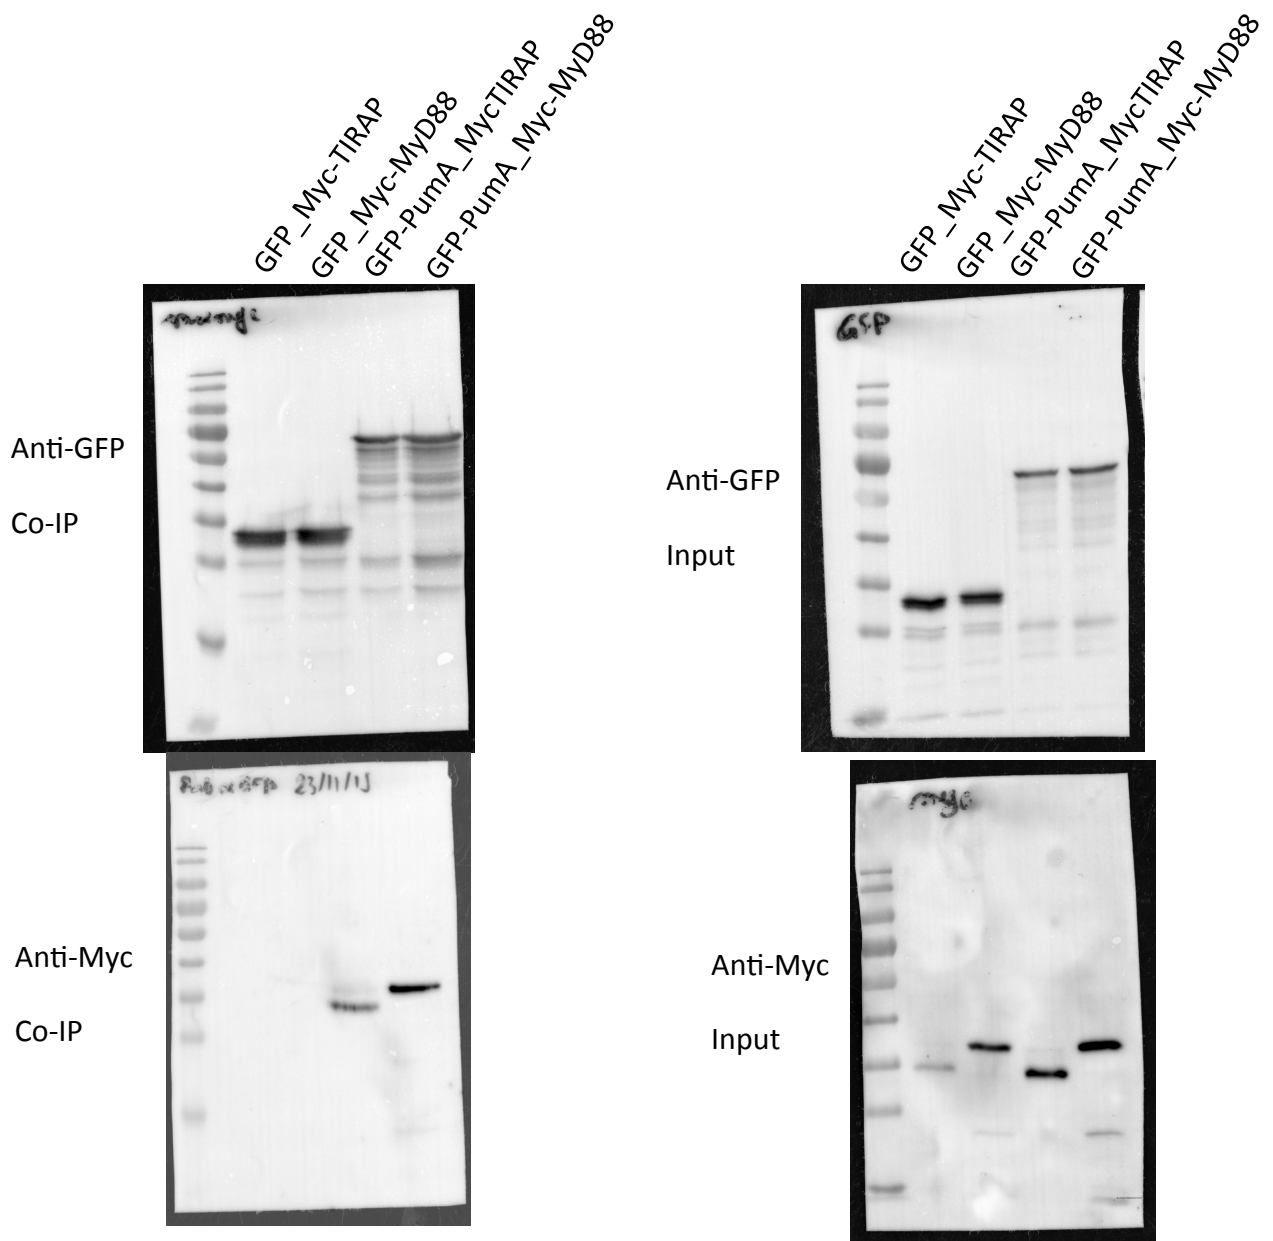 GFP_Myc-TIRAP
GFP_Myc-MyD88
GFP-PumA_MycTIRAP
GFP-PumA_Myc-MyD88
GFP_Myc-TIRAP
GFP_Myc-MyD88
GFP-PumA_MycTIRAP
GFP-PumA_Myc-MyD88
GFP
Anti-GFP
Co-IP
Anti-GFP
Input
23/11/15
myc
Anti-Myc
Co-IP
Anti-Myc
Input